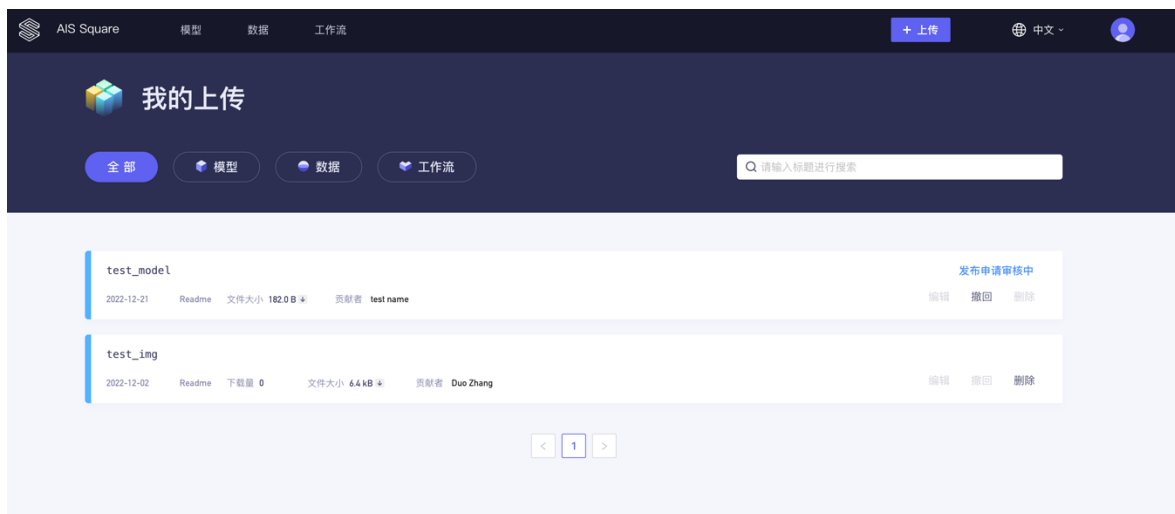 AIS Square 模型 数据 工作流 + 上传 中文
我的上传
全部 模型 数据 工作流 请输入标题进行搜索
test_model 发布申请审核中
2022-12-21 Readme 文件大小 182.0 B 贡献者 test name 编辑 撤回 删除
test_img
2022-12-02 Readme 下载量 0 文件大小 6.4 kB 贡献者 Duo Zhang 编辑 撤回 删除
< 1 >